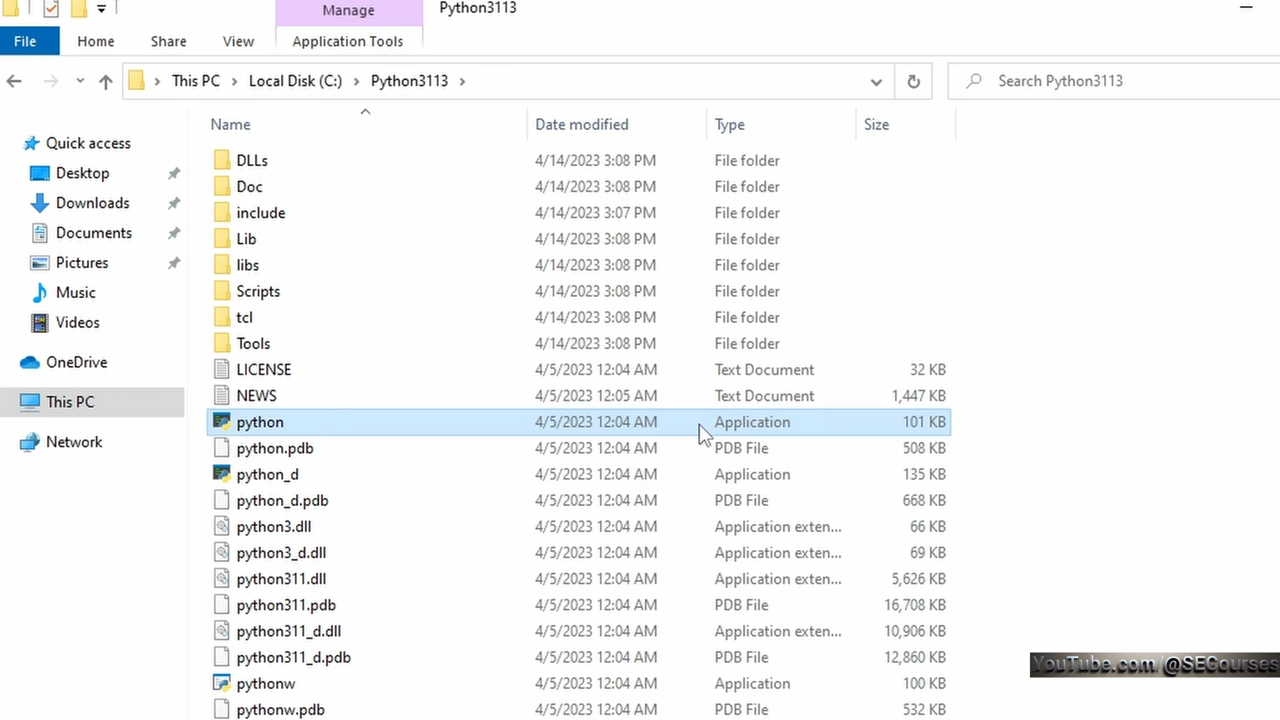 Manage
Python3113
File
Home
Share
View
Application Tools
This PC
Local Disk (C:)
Python3113
Search Python3113
Name
Date modified
Type
Size
Quick access
Desktop
Downloads
Documents
Pictures
Music
Videos
OneDrive
This PC
Network
DLLs 4/14/2023 3:08 PM File folder
Doc 4/14/2023 3:08 PM File folder
include 4/14/2023 3:07 PM File folder
Lib 4/14/2023 3:08 PM File folder
libs 4/14/2023 3:08 PM File folder
Scripts 4/14/2023 3:08 PM File folder
tcl 4/14/2023 3:08 PM File folder
Tools 4/14/2023 3:08 PM File folder
LICENSE 4/5/2023 12:04 AM Text Document 32 KB
NEWS 4/5/2023 12:05 AM Text Document 1,447 KB
python 4/5/2023 12:04 AM Application 101 KB
python.pdb 4/5/2023 12:04 AM PDB File 508 KB
python_d 4/5/2023 12:04 AM Application 135 KB
python_d.pdb 4/5/2023 12:04 AM PDB File 668 KB
python3.dll 4/5/2023 12:04 AM Application exten... 66 KB
python3_d.dll 4/5/2023 12:04 AM Application exten... 69 KB
python311.dll 4/5/2023 12:04 AM Application exten... 5,626 KB
python311.pdb 4/5/2023 12:04 AM PDB File 16,708 KB
python311_d.dll 4/5/2023 12:04 AM Application exten... 10,906 KB
python311_d.pdb 4/5/2023 12:04 AM PDB File 12,860 KB
pythonw 4/5/2023 12:04 AM Application 100 KB
pythonw.pdb 4/5/2023 12:04 AM PDB File 532 KB
YouTube.com/@SECourses